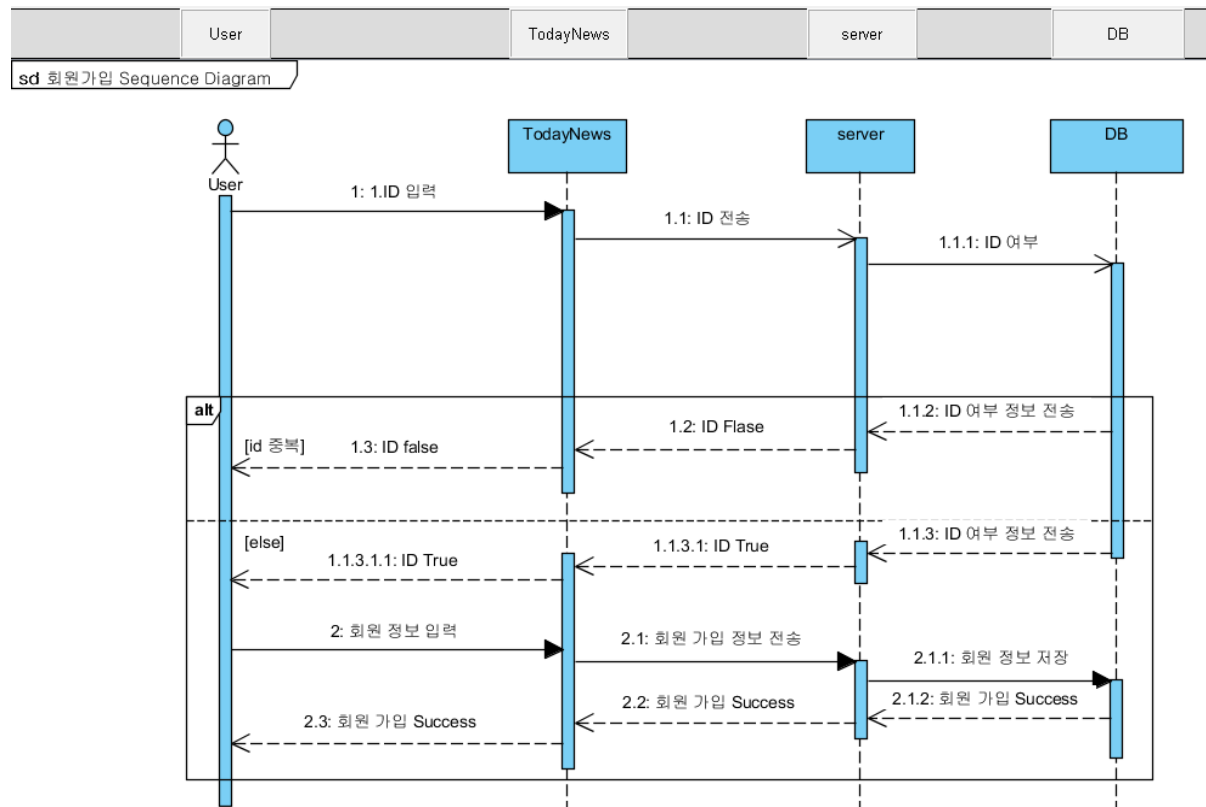 User TodayNews server DB
sd 회원가입 Sequence Diagram
TodayNews server DB
User
1: 1.ID 입력
1.1: ID 전송
1.1.1: ID 여부
alt
1.1.2: ID 여부 정보 전송
1.2: ID Flase
[id 중복] 1.3: ID false
[else]
1.1.3: ID 여부 정보 전송
1.1.3.1: ID True
1.1.3.1.1: ID True
2: 회원 정보 입력
2.1: 회원 가입 정보 전송
2.1.1: 회원 정보 저장
2.1.2: 회원 가입 Success
2.2: 회원 가입 Success
2.3: 회원 가입 Success